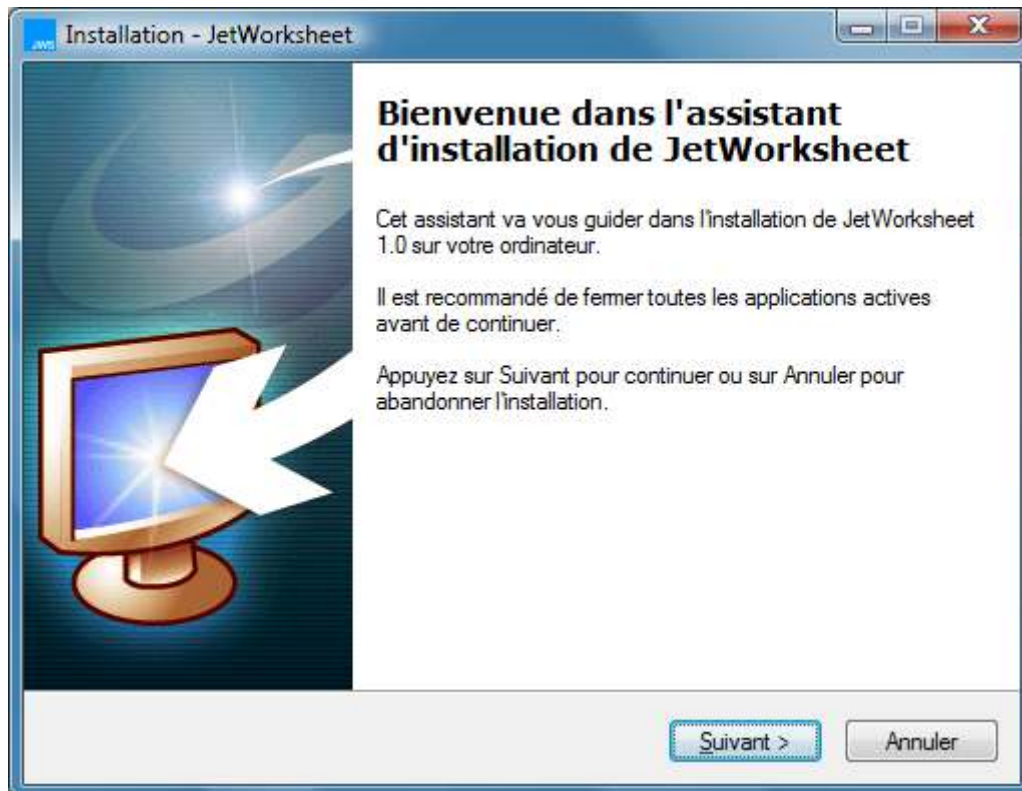 JWS
Installation - JetWorksheet
Bienvenue dans l'assistant
d'installation de JetWorksheet
Cet assistant va vous guider dans l'installation de JetWorksheet
1.0 sur votre ordinateur.
Il est recommandé de fermer toutes les applications actives
avant de continuer.
Appuyez sur Suivant pour continuer ou sur Annuler pour
abandonner l'installation.
Suivant >
Annuler